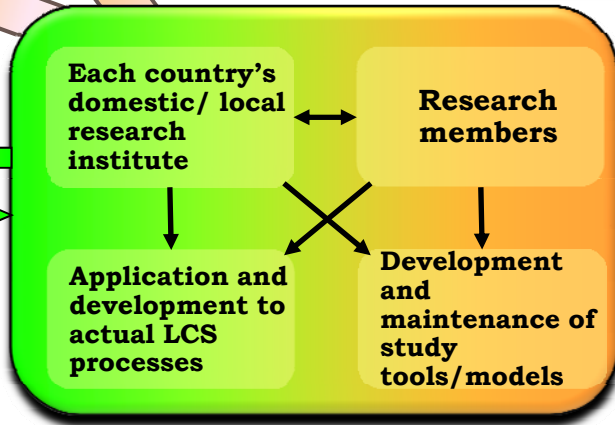 Each country's
domestic/ local
research
institute
Research
members
Application and
development to
actual LCS
processes
Development
and
maintenance of
study
tools/models